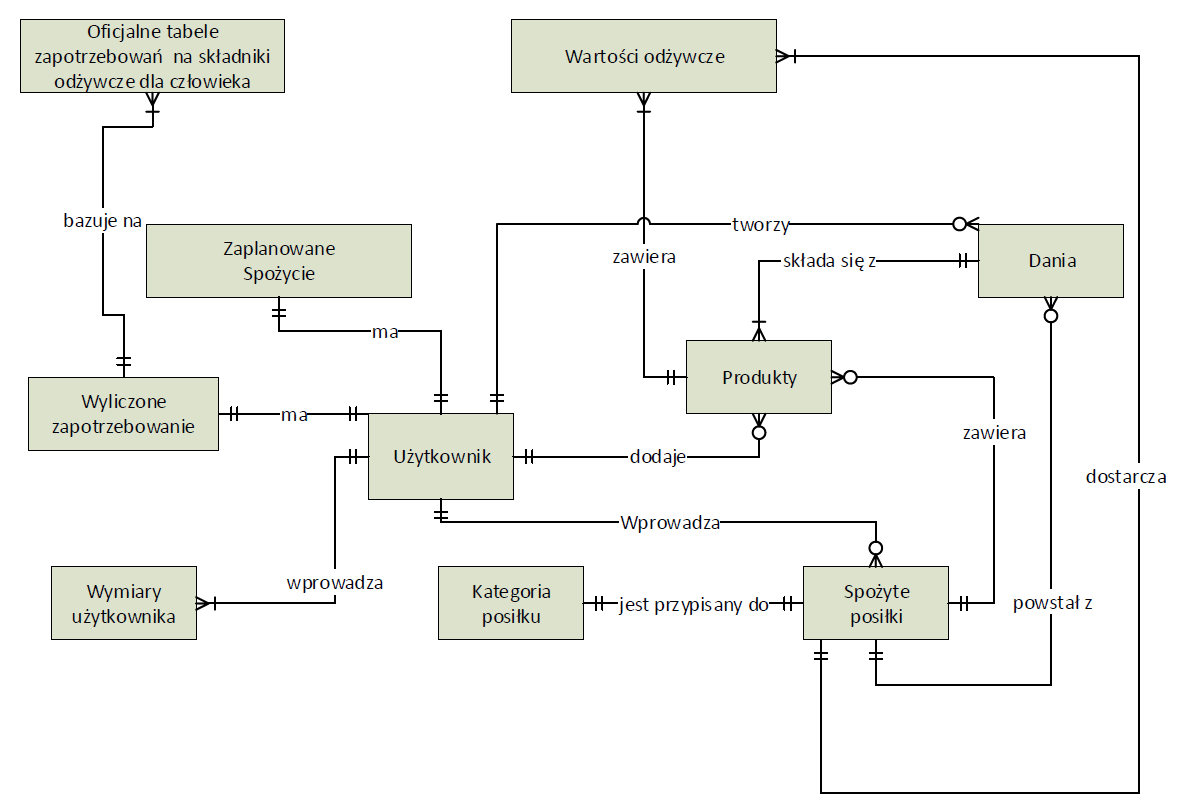 Oficjalne tabele
zapotrzebowań na składniki
odżywcze dla człowieka
Wartości odżywcze
bazuje na
Zaplanowane
Spożycie
zawiera
tworzy
składa się z
Dania
ma
Produkty
Wyliczone
zapotrzebowanie
ma
Użytkownik
dodaje
zawiera
dostarcza
Wprowadza
wprowadza
Wymiary
użytkownika
Kategoria
posiłku
jest przypisany do
Spożyte
posiłki
powstał z